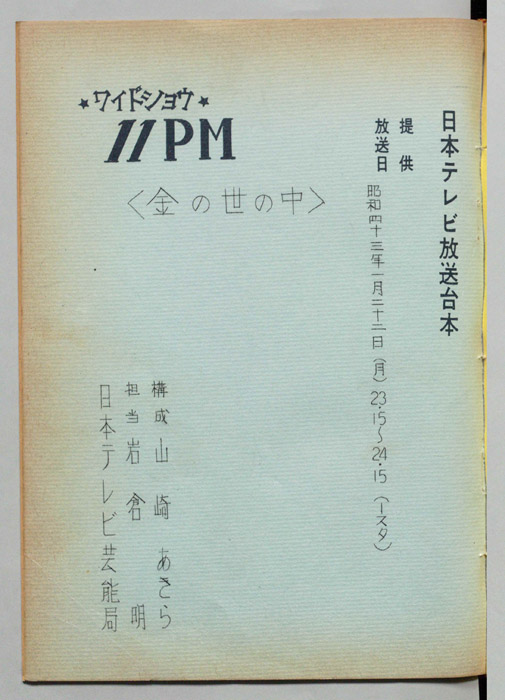 日本テレビ放送台本
提供
放送日 昭和四十三年一月二十二日(月)23.15〜24.15(1スタ)
★ワイドショウ★
11PM
〈金の世の中〉
構成 山崎あきら
担当 岩倉明
日本テレビ芸能局